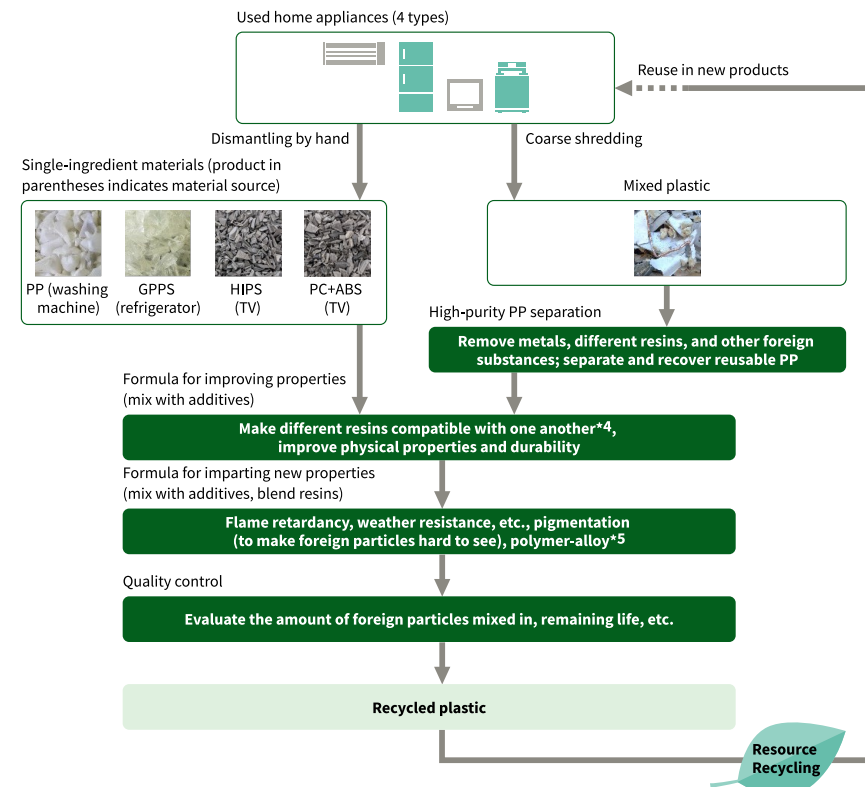 Used home appliances (4 types)
Reuse in new products
Dismantling by hand
Coarse shredding
Single-ingredient materials (product in
parentheses indicates material source)
Mixed plastic
PP (washing
machine)
GPPS
(refrigerator)
HIPS
(TV)
PC+ABS
(TV)
High-purity PP separation
Remove metals, different resins, and other foreign
substances; separate and recover reusable PP
Formula for improving properties
(mix with additives)
Make different resins compatible with one another*4,
improve physical properties and durability
Formula for imparting new properties
(mix with additives, blend resins)
Flame retardancy, weather resistance, etc., pigmentation
(to make foreign particles hard to see), polymer-alloy*5
Quality control
Evaluate the amount of foreign particles mixed in, remaining life, etc.
Recycled plastic
Resource
Recycling